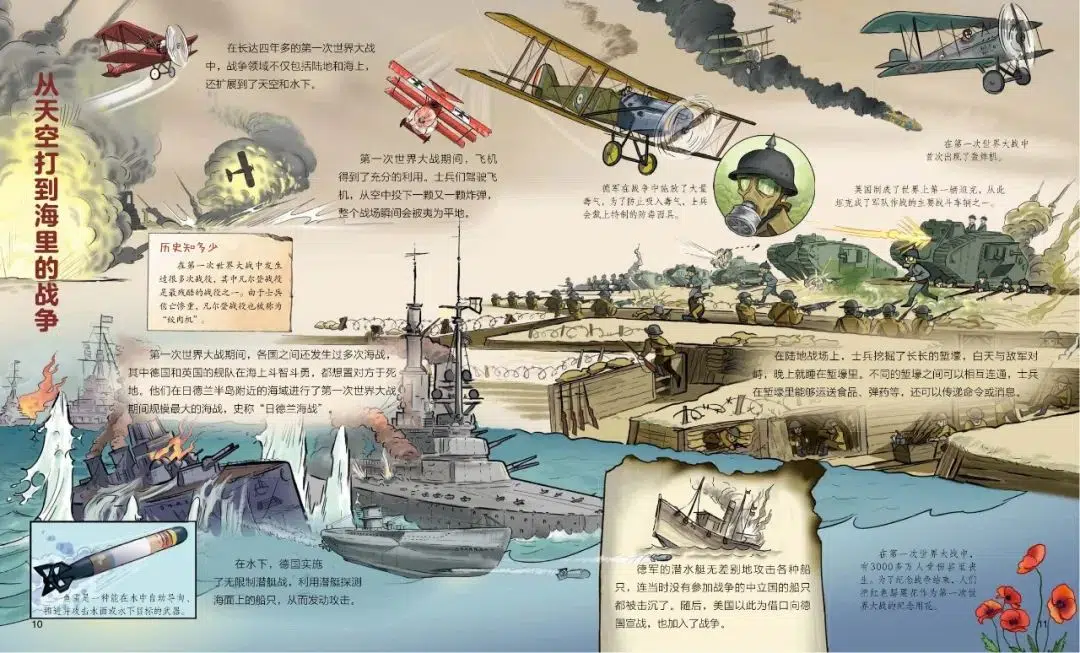 从天空打到海里的战争
在长达四年多的第一次世界大战
中，战争领域不仅包括陆地和海上，
还扩展到了天空和水下。
第一次世界大战期间，飞机
得到了充分的利用。士兵们驾驶飞
机，从空中投下一颗又一颗炸弹，
整个战场瞬间会被夷为平地。
历史知多少
在第一次世界大战中发生
过很多次战役，其中凡尔登战役
是最残酷的战役之一。由于士兵
伤亡惨重，凡尔登战役也被称为
“绞肉机”。
德军在战争中施放了大量
毒气，为了防止吸入毒气，士兵
会戴上特制的防毒面具。
在第一次世界大战中
首次出现了轰炸机。
英国制成了世界上第一辆坦克，从此
坦克成了军队作战的主要战斗车辆之一。
第一次世界大战期间，各国之间还发生过多次海战，
其中德国和英国的舰队在海上斗智斗勇，都想置对方于死
地，他们在日德兰半岛附近的海域进行了第一次世界大战
期间规模最大的海战，史称“日德兰海战”。
在陆地战场上，士兵挖掘了长长的堑壕，白天与敌军对
峙，晚上就睡在堑壕里。不同的堑壕之间可以相互连通，士兵
在堑壕里能够运送食品、弹药等，还可以传递命令或消息。
鱼雷是一种能在水中自动导向、
推进并攻击水面或水下目标的武器。
在水下，德国实施
了无限制潜艇战，利用潜艇探测
海面上的船只，从而发动攻击。
德军的潜水艇无差别地攻击各种船
只，连当时没有参加战争的中立国的船只
都被击沉了。随后，美国以此为借口向德
国宣战，也加入了战争。
在第一次世界大战中，
有3000多万人受伤甚至丧
生。为了纪念战争结束，人们
把红色罂粟花作为第一次世
界大战的纪念用花。
10
11